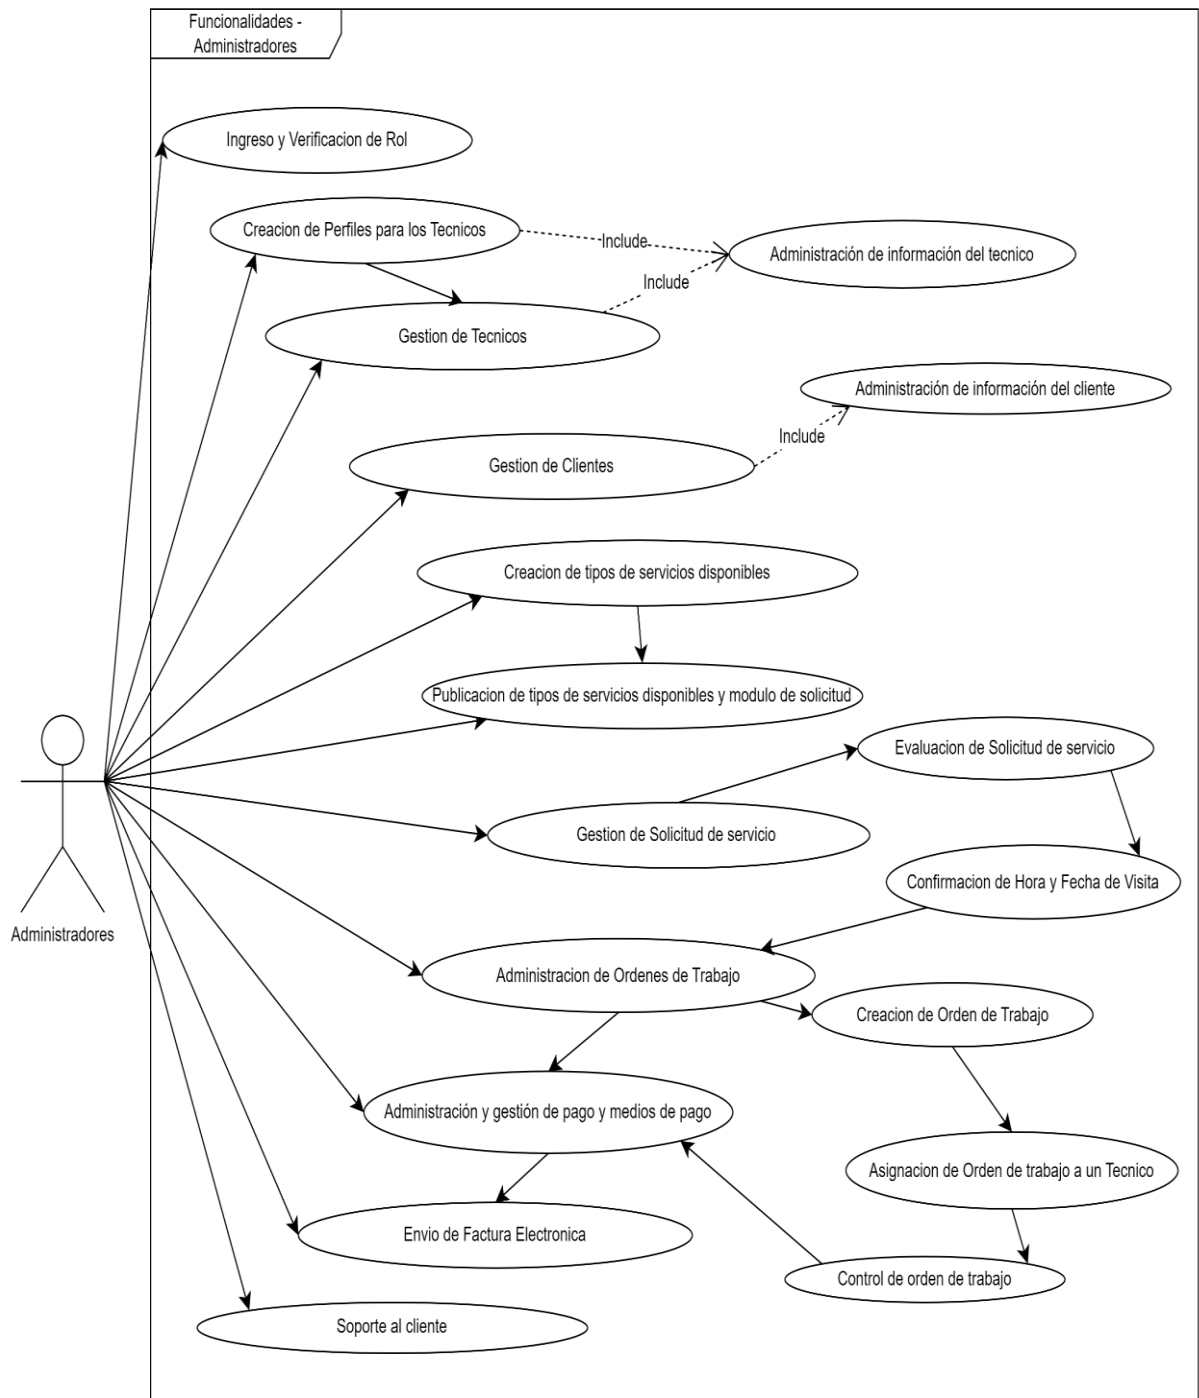 Funcionalidades -
Administradores
Ingreso y Verificacion de Rol
Creacion de Perfiles para los Tecnicos
Include
Administración de información del tecnico
Include
Gestion de Tecnicos
Administración de información del cliente
Include
Gestion de Clientes
Creacion de tipos de servicios disponibles
Publicacion de tipos de servicios disponibles y modulo de solicitud
Evaluacion de Solicitud de servicio
Gestion de Solicitud de servicio
Confirmacion de Hora y Fecha de Visita
Administradores
Administracion de Ordenes de Trabajo
Creacion de Orden de Trabajo
Administración y gestión de pago y medios de pago
Asignacion de Orden de trabajo a un Tecnico
Envio de Factura Electronica
Control de orden de trabajo
Soporte al cliente